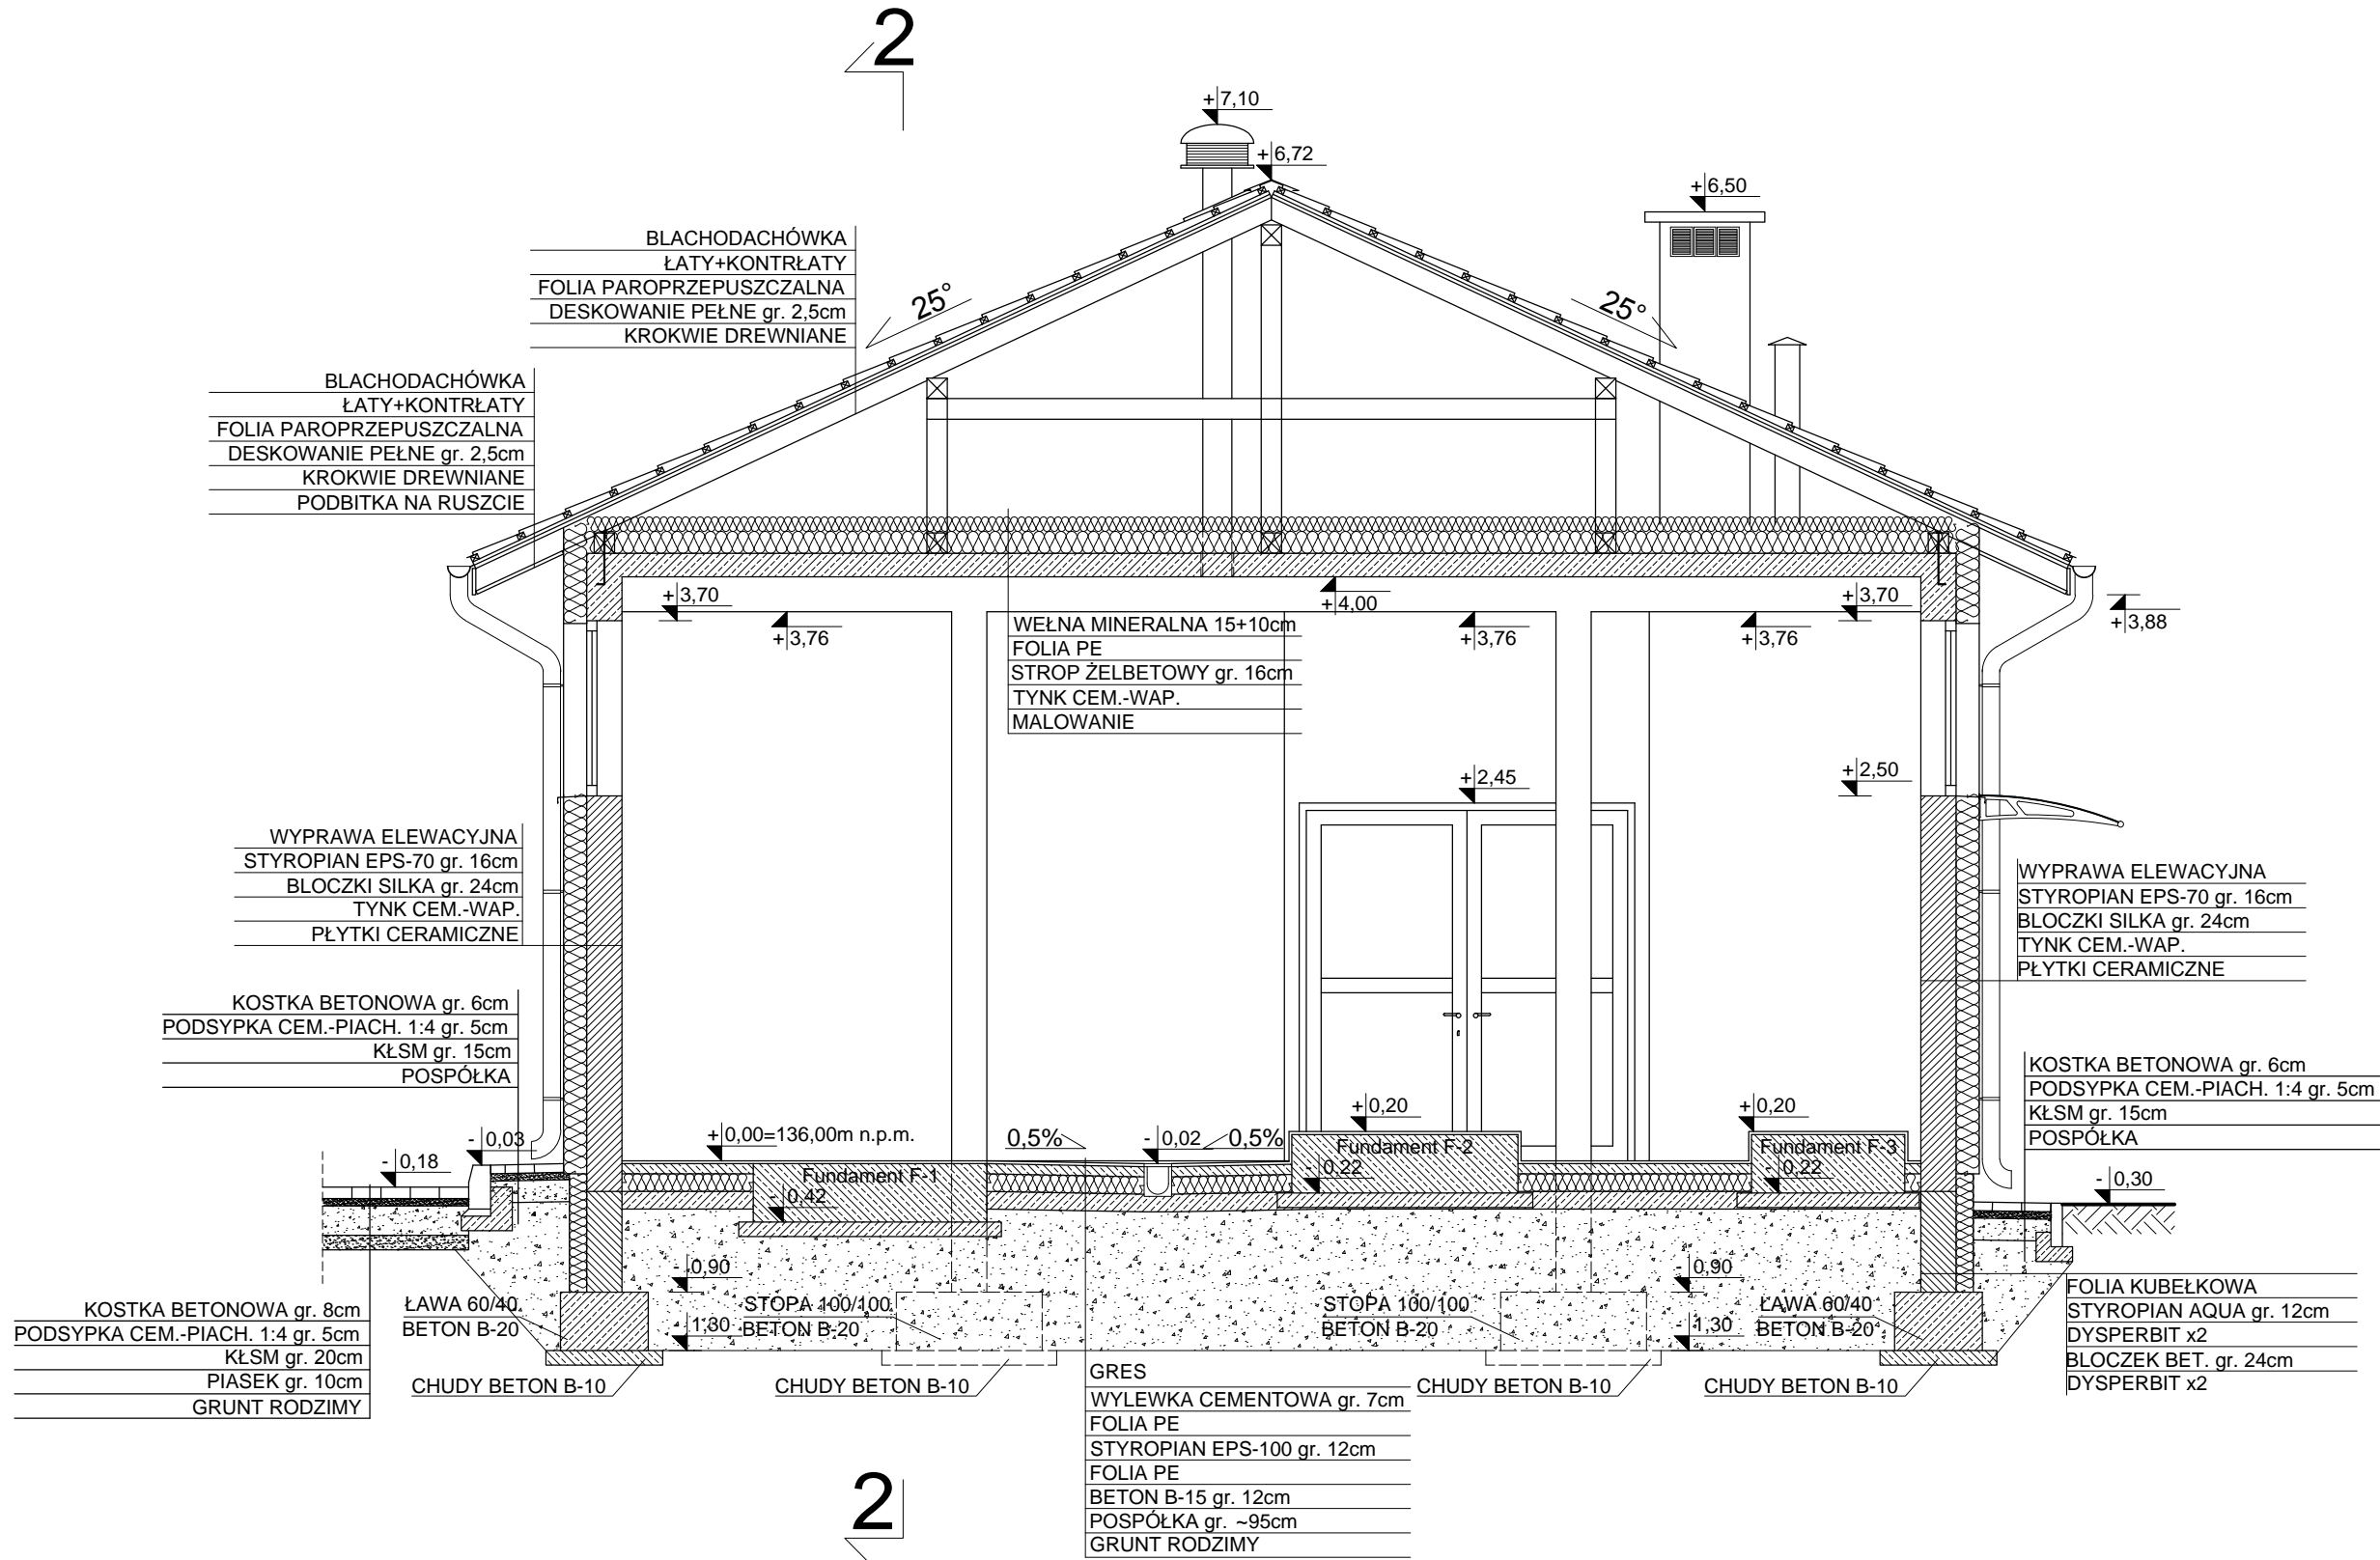 2
+7,10
+6,72
+6,50
BLACHODACHÓWKA
ŁATY+KONTRŁATY
FOLIA PAROPRZEPUSZCZALNA
DESKOWANIE PEŁNE gr. 2,5cm
KROKWIE DREWNIANE
25°
25°
BLACHODACHÓWKA
ŁATY+KONTRŁATY
FOLIA PAROPRZEPUSZCZALNA
DESKOWANIE PEŁNE gr. 2,5cm
KROKWIE DREWNIANE
PODBITKA NA RUSZCIE
+3,70
+3,76
+4,00
+3,76
+3,70
+3,76
+3,88
WEŁNA MINERALNA 15+10cm
FOLIA PE
STROP ŻELBETOWY gr. 16cm
TYNK CEM.-WAP.
MALOWANIE
+2,45
+2,50
WYPRAWA ELEWACYJNA
STYROPIAN EPS-70 gr. 16cm
BLOCZKI SILKA gr. 24cm
TYNK CEM.-WAP.
PŁYTKI CERAMICZNE
WYPRAWA ELEWACYJNA
STYROPIAN EPS-70 gr. 16cm
BLOCZKI SILKA gr. 24cm
TYNK CEM.-WAP.
PŁYTKI CERAMICZNE
KOSTKA BETONOWA gr. 6cm
PODSYPKA CEM.-PIACH. 1:4 gr. 5cm
KŁSM gr. 15cm
POSPÓŁKA
KOSTKA BETONOWA gr. 6cm
PODSYPKA CEM.-PIACH. 1:4 gr. 5cm
KŁSM gr. 15cm
POSPÓŁKA
- 0,18
- 0,03
+0,00=136,00m n.p.m.
0,5%
- 0,02
0,5%
+0,20
+0,20
- 0,30
Fundament F-1
- 0,42
Fundament F-2
- 0,22
Fundament F-3
- 0,22
- 0,90
- 1,30
- 0,90
- 1,30
ŁAWA 60/40
BETON B-20
STOPA 100/100
BETON B-20
STOPA 100/100
BETON B-20
ŁAWA 60/40
BETON B-20
CHUDY BETON B-10
CHUDY BETON B-10
CHUDY BETON B-10
CHUDY BETON B-10
KOSTKA BETONOWA gr. 8cm
PODSYPKA CEM.-PIACH. 1:4 gr. 5cm
KŁSM gr. 20cm
PIASEK gr. 10cm
GRUNT RODZIMY
FOLIA KUBEŁKOWA
STYROPIAN AQUA gr. 12cm
DYSPERBIT x2
BLOCZEK BET. gr. 24cm
DYSPERBIT x2
GRES
WYLEWKA CEMENTOWA gr. 7cm
FOLIA PE
STYROPIAN EPS-100 gr. 12cm
FOLIA PE
BETON B-15 gr. 12cm
POSPÓŁKA gr. ~95cm
GRUNT RODZIMY
2